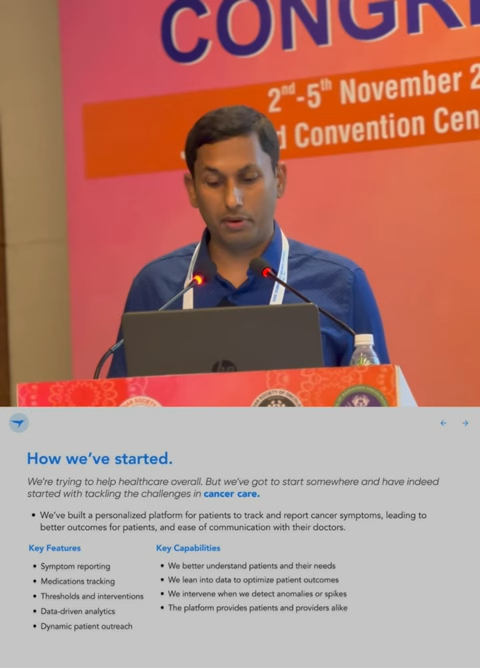 CONGR
2nd-5th November 2
d Convention Cen
hp
How we've started.
We're trying to help healthcare overall. But we've got to start somewhere and have indeed
started with tackling the challenges in cancer care.
• We've built a personalized platform for patients to track and report cancer symptoms, leading to
better outcomes for patients, and ease of communication with their doctors.
Key Features
• Symptom reporting
• Medications tracking
• Thresholds and interventions
• Data-driven analytics
• Dynamic patient outreach
Key Capabilities
• We better understand patients and their needs
• We lean into data to optimize patient outcomes
• We intervene when we detect anomalies or spikes
• The platform provides patients and providers alike